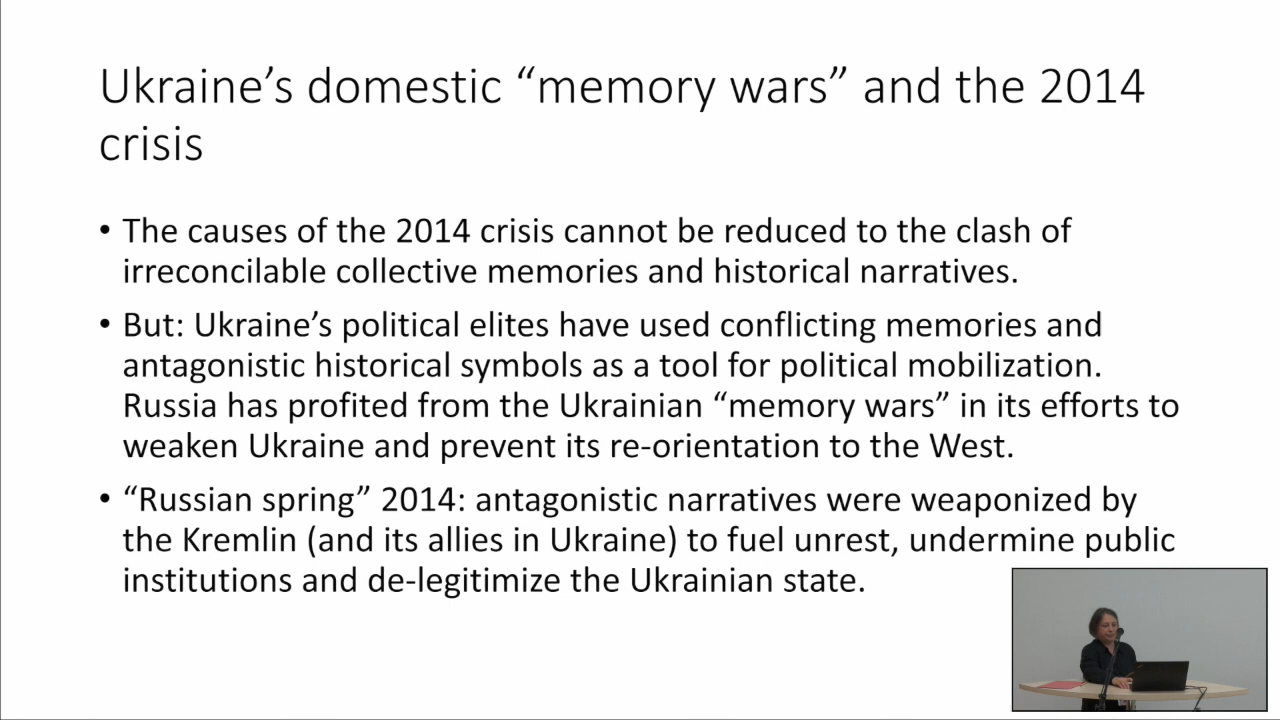 Ukraine’s domestic “memory wars” and the 2014
crisis
• The causes of the 2014 crisis cannot be reduced to the clash of
irreconcilable collective memories and historical narratives.
• But: Ukraine’s political elites have used conflicting memories and
antagonistic historical symbols as a tool for political mobilization.
Russia has profited from the Ukrainian “memory wars” in its efforts to
weaken Ukraine and prevent its re-orientation to the West.
• “Russian spring” 2014: antagonistic narratives were weaponized by
the Kremlin (and its allies in Ukraine) to fuel unrest, undermine public
institutions and de-legitimize the Ukrainian state.